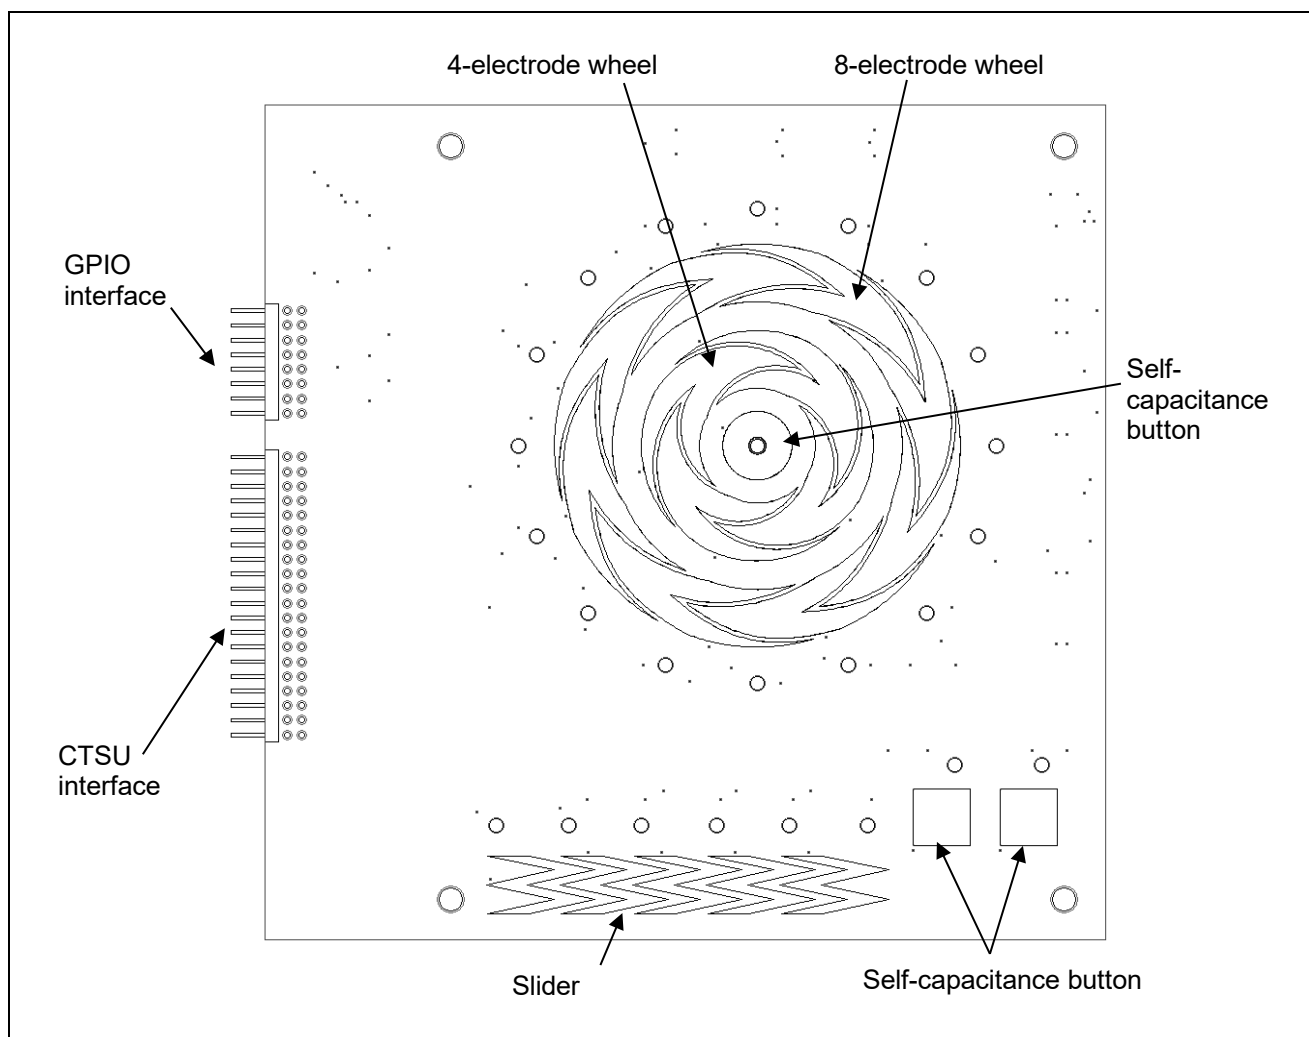 4-electrode wheel
8-electrode wheel
GPIO
interface
Self-
capacitance
button
CTSU
interface
Slider
Self-capacitance button